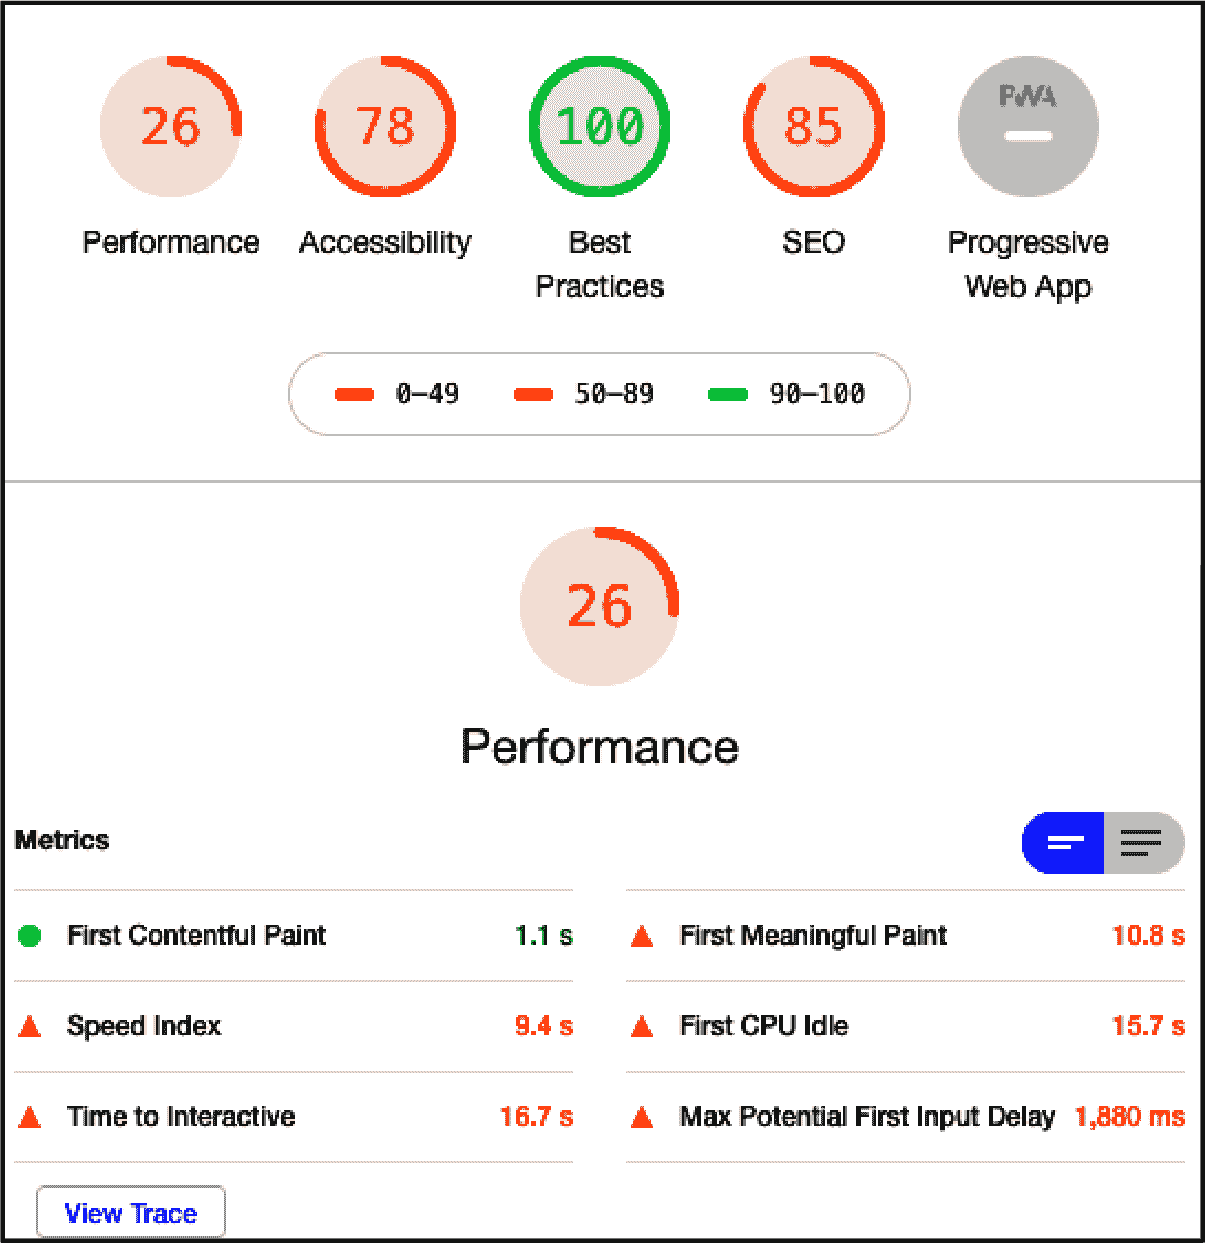 26 78 100 85 PWA
Performance Accessibility Best Practices SEO Progressive Web App
0–49 50–89 90–100
26
Performance
Metrics
First Contentful Paint 1.1 s
First Meaningful Paint 10.8 s
Speed Index 9.4 s
First CPU Idle 15.7 s
Time to Interactive 16.7 s
Max Potential First Input Delay 1,880 ms
View Trace